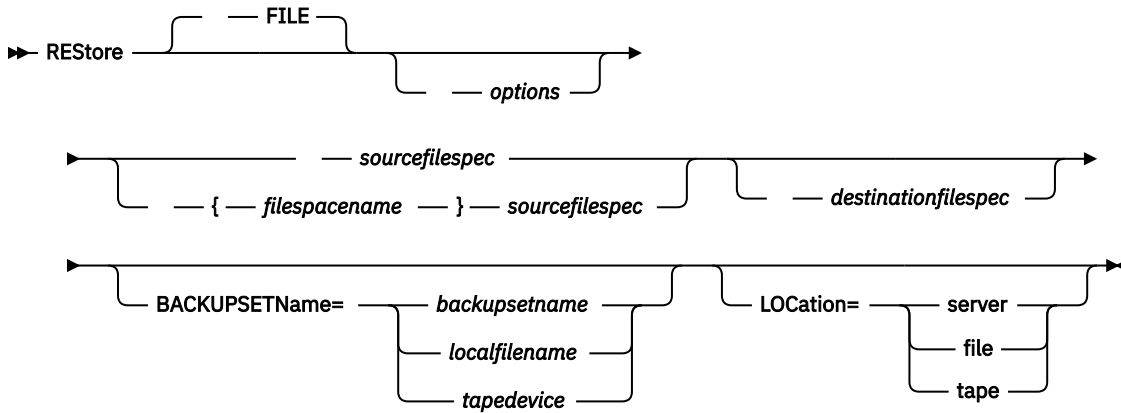 FILE
REStore
options
sourcefilespec
{ filespacename } sourcefilespec
destinationfilespec
BACKUPSETName= backupsetname
localfilename
tapedevice
LOCation= server
file
tape